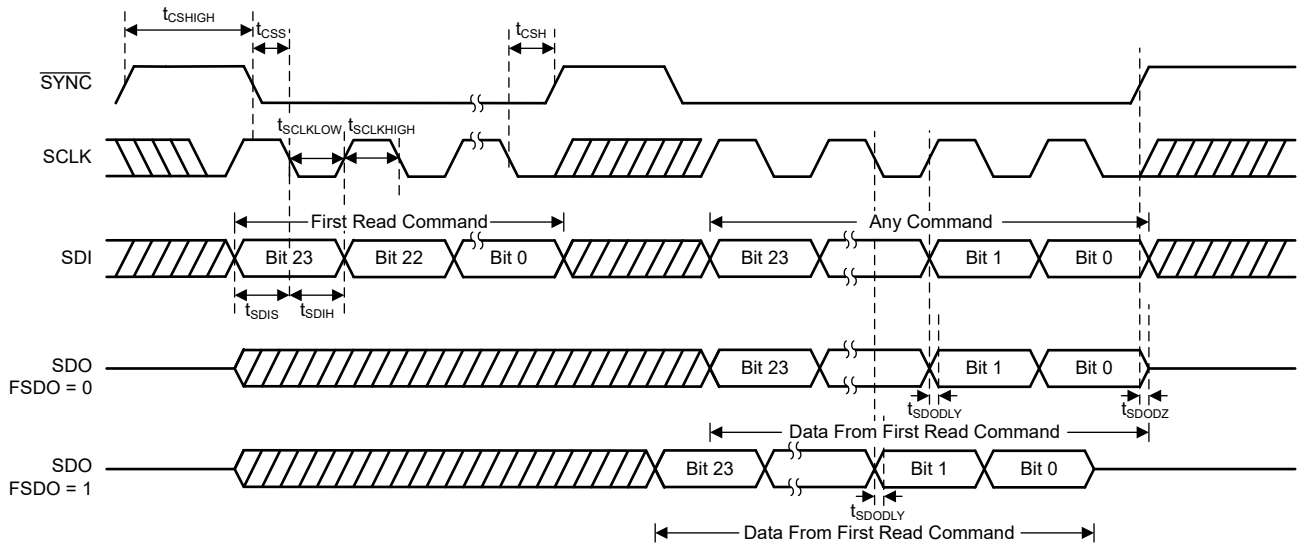 tCSHIGH
tCSS
tCSH
SYNC
tSCLKLOW
tSCLKHIGH
SCLK
First Read Command
Any Command
SDI
Bit 23
Bit 22
Bit 0
Bit 23
Bit 1
Bit 0
tSDIS
tSDIH
SDO
FSDO = 0
Bit 23
Bit 1
Bit 0
tSDODLY
tSDODZ
Data From First Read Command
SDO
FSDO = 1
Bit 23
Bit 1
Bit 0
tSDODLY
Data From First Read Command